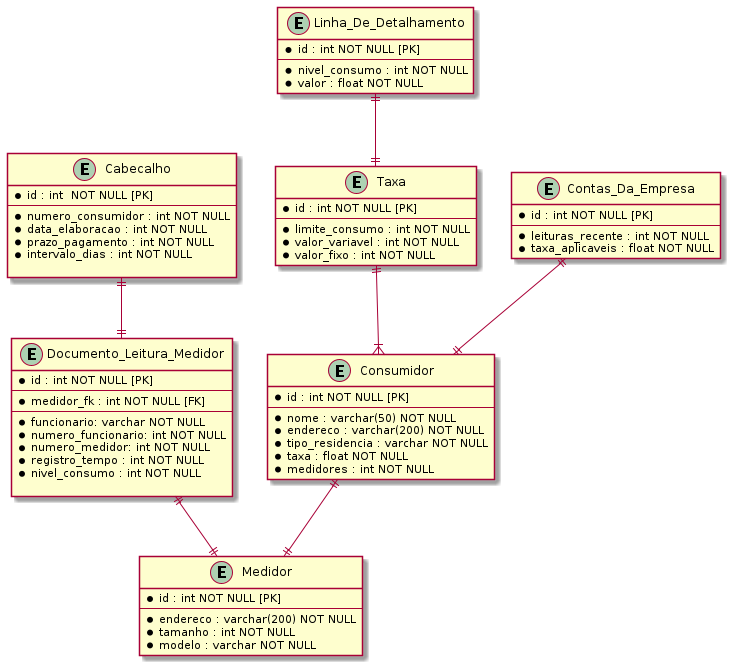 E Linha_De_Detalhamento
id : int NOT NULL [PK]
nivel_consumo : int NOT NULL
valor : float NOT NULL
E Cabecalho
id : int  NOT NULL [PK]
numero_consumidor : int NOT NULL
data_elaboracao : int NOT NULL
prazo_pagamento : int NOT NULL
intervalo_dias : int NOT NULL
E Taxa
id : int NOT NULL [PK]
limite_consumo : int NOT NULL
valor_variavel : int NOT NULL
valor_fixo : int NOT NULL
E Contas_Da_Empresa
id : int NOT NULL [PK]
leituras_recente : int NOT NULL
taxa_aplicaveis : float NOT NULL
E Documento_Leitura_Medidor
id : int NOT NULL [PK]
medidor_fk : int NOT NULL [FK]
funcionario: varchar NOT NULL
numero_funcionario: int NOT NULL
numero_medidor: int NOT NULL
registro_tempo : int NOT NULL
nivel_consumo : int NOT NULL
E Consumidor
id : int NOT NULL [PK]
nome : varchar(50) NOT NULL
endereco : varchar(200) NOT NULL
tipo_residencia : varchar NOT NULL
taxa : float NOT NULL
medidores : int NOT NULL
E Medidor
id : int NOT NULL [PK]
endereco : varchar(200) NOT NULL
tamanho : int NOT NULL
modelo : varchar NOT NULL